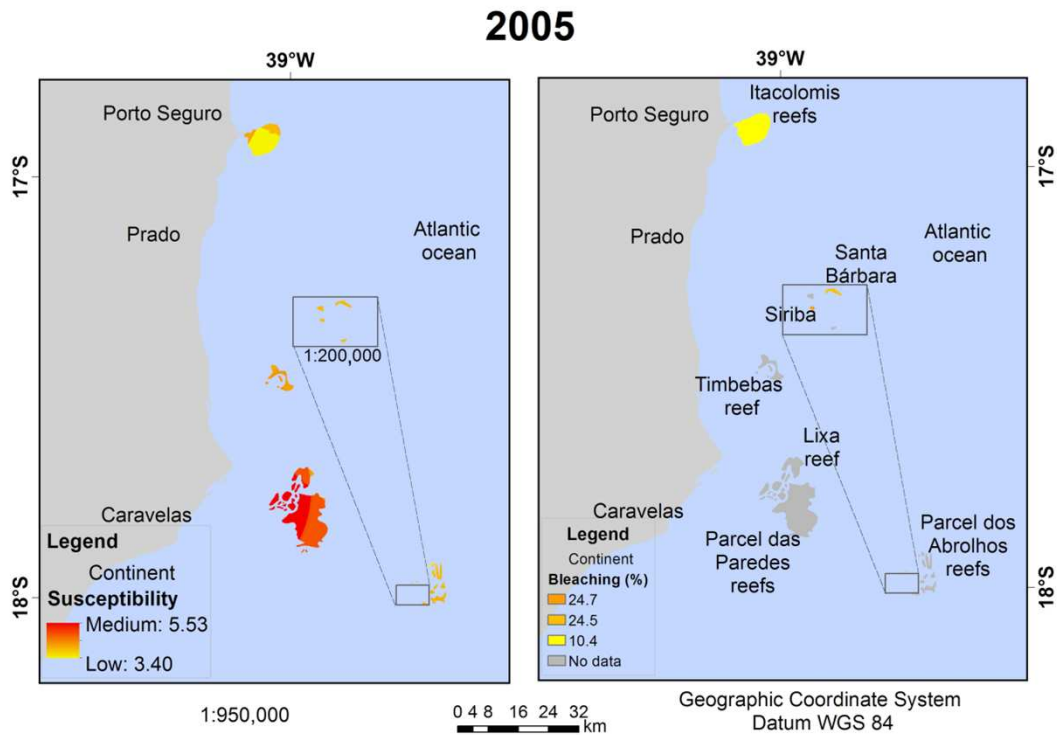 2005
39°W
Porto Seguro
17°S
Prado
Atlantic
ocean
1:200,000
Caravelas
Legend
Continent
Susceptibility
Medium: 5.53
Low: 3.40
18°S
39°W
Itacolomis
reefs
Porto Seguro
17°S
Prado
Atlantic
ocean
Santa
Bárbara
Siriba
Timbebas
reef
Lixa
reef
Caravelas
Parcel das
Paredes
reefs
Parcel dos
Abrolhos
reefs
Legend
Continent
Bleaching (%)
24.7
24.5
10.4
No data
18°S
1:950,000
0 4 8 16 24 32
km
Geographic Coordinate System
Datum WGS 84